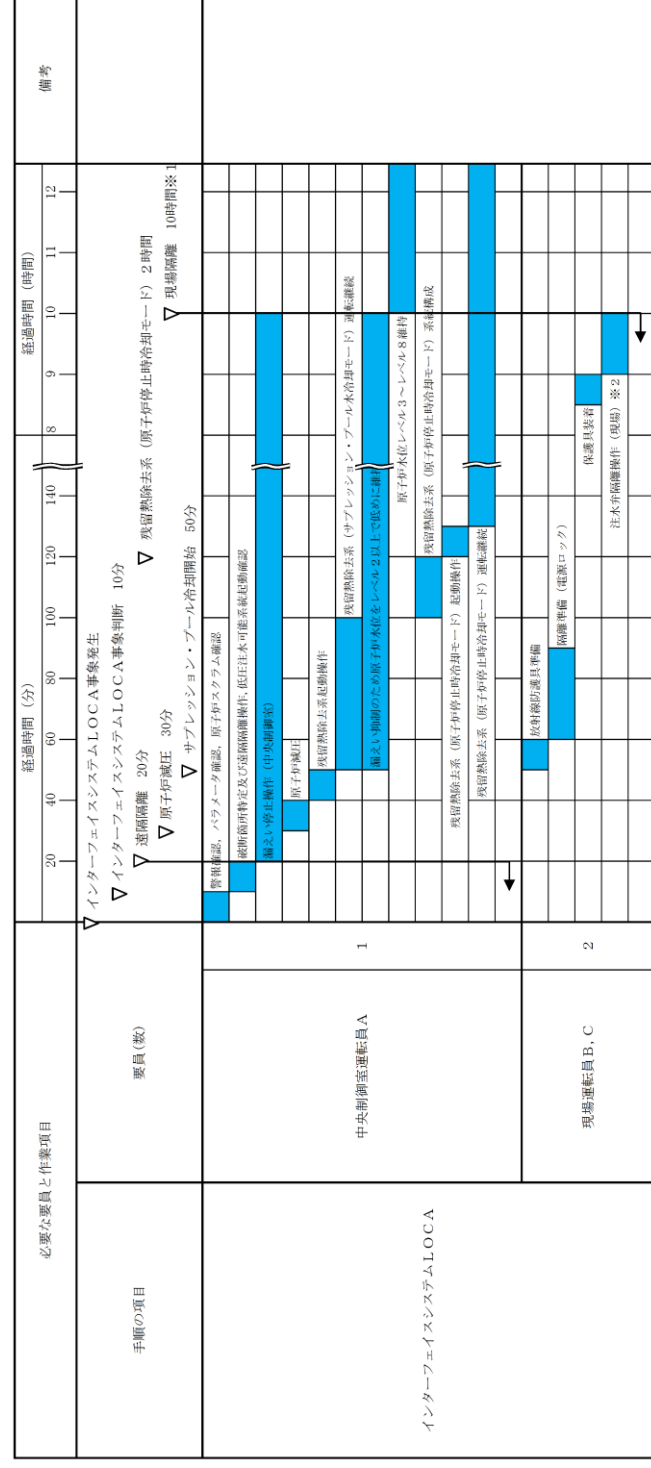 必要な要員と作業項目
経過時間（分）
経過時間（時間）
備考
手順の項目
要員(数)
20
40
60
80
100
120
140
8
9
10
11
12
インターフェイスシステムLOCA事象発生
インターフェイスシステムLOCA事象判断　10分
遠隔隔離　20分
原子炉減圧　30分
サプレッション・プール冷却開始　50分
残留熱除去系（原子炉停止時冷却モード）２時間
現場隔離　10時間※1
インターフェイスシステムLOCA
中央制御室運転員A
1
警報確認，パラメータ確認，原子炉スクラム確認
破断箇所特定及び遠隔隔離操作，低圧注水可能系統起動確認
漏えい停止操作（中央制御室）
原子炉減圧
残留熱除去系起動操作
残留熱除去系（サプレッション・プール水冷却モード）運転継続
漏えい抑制のため原子炉水位をレベル２以上で低めに維持
原子炉水位レベル３～レベル８維持
残留熱除去系（原子炉停止時冷却モード）系統構成
残留熱除去系（原子炉停止時冷却モード）起動操作
残留熱除去系（原子炉停止時冷却モード）運転継続
現場運転員B，C
2
放射線防護具準備
隔離準備（電源ロック）
保護具装着
注水弁隔離操作（現場）※2